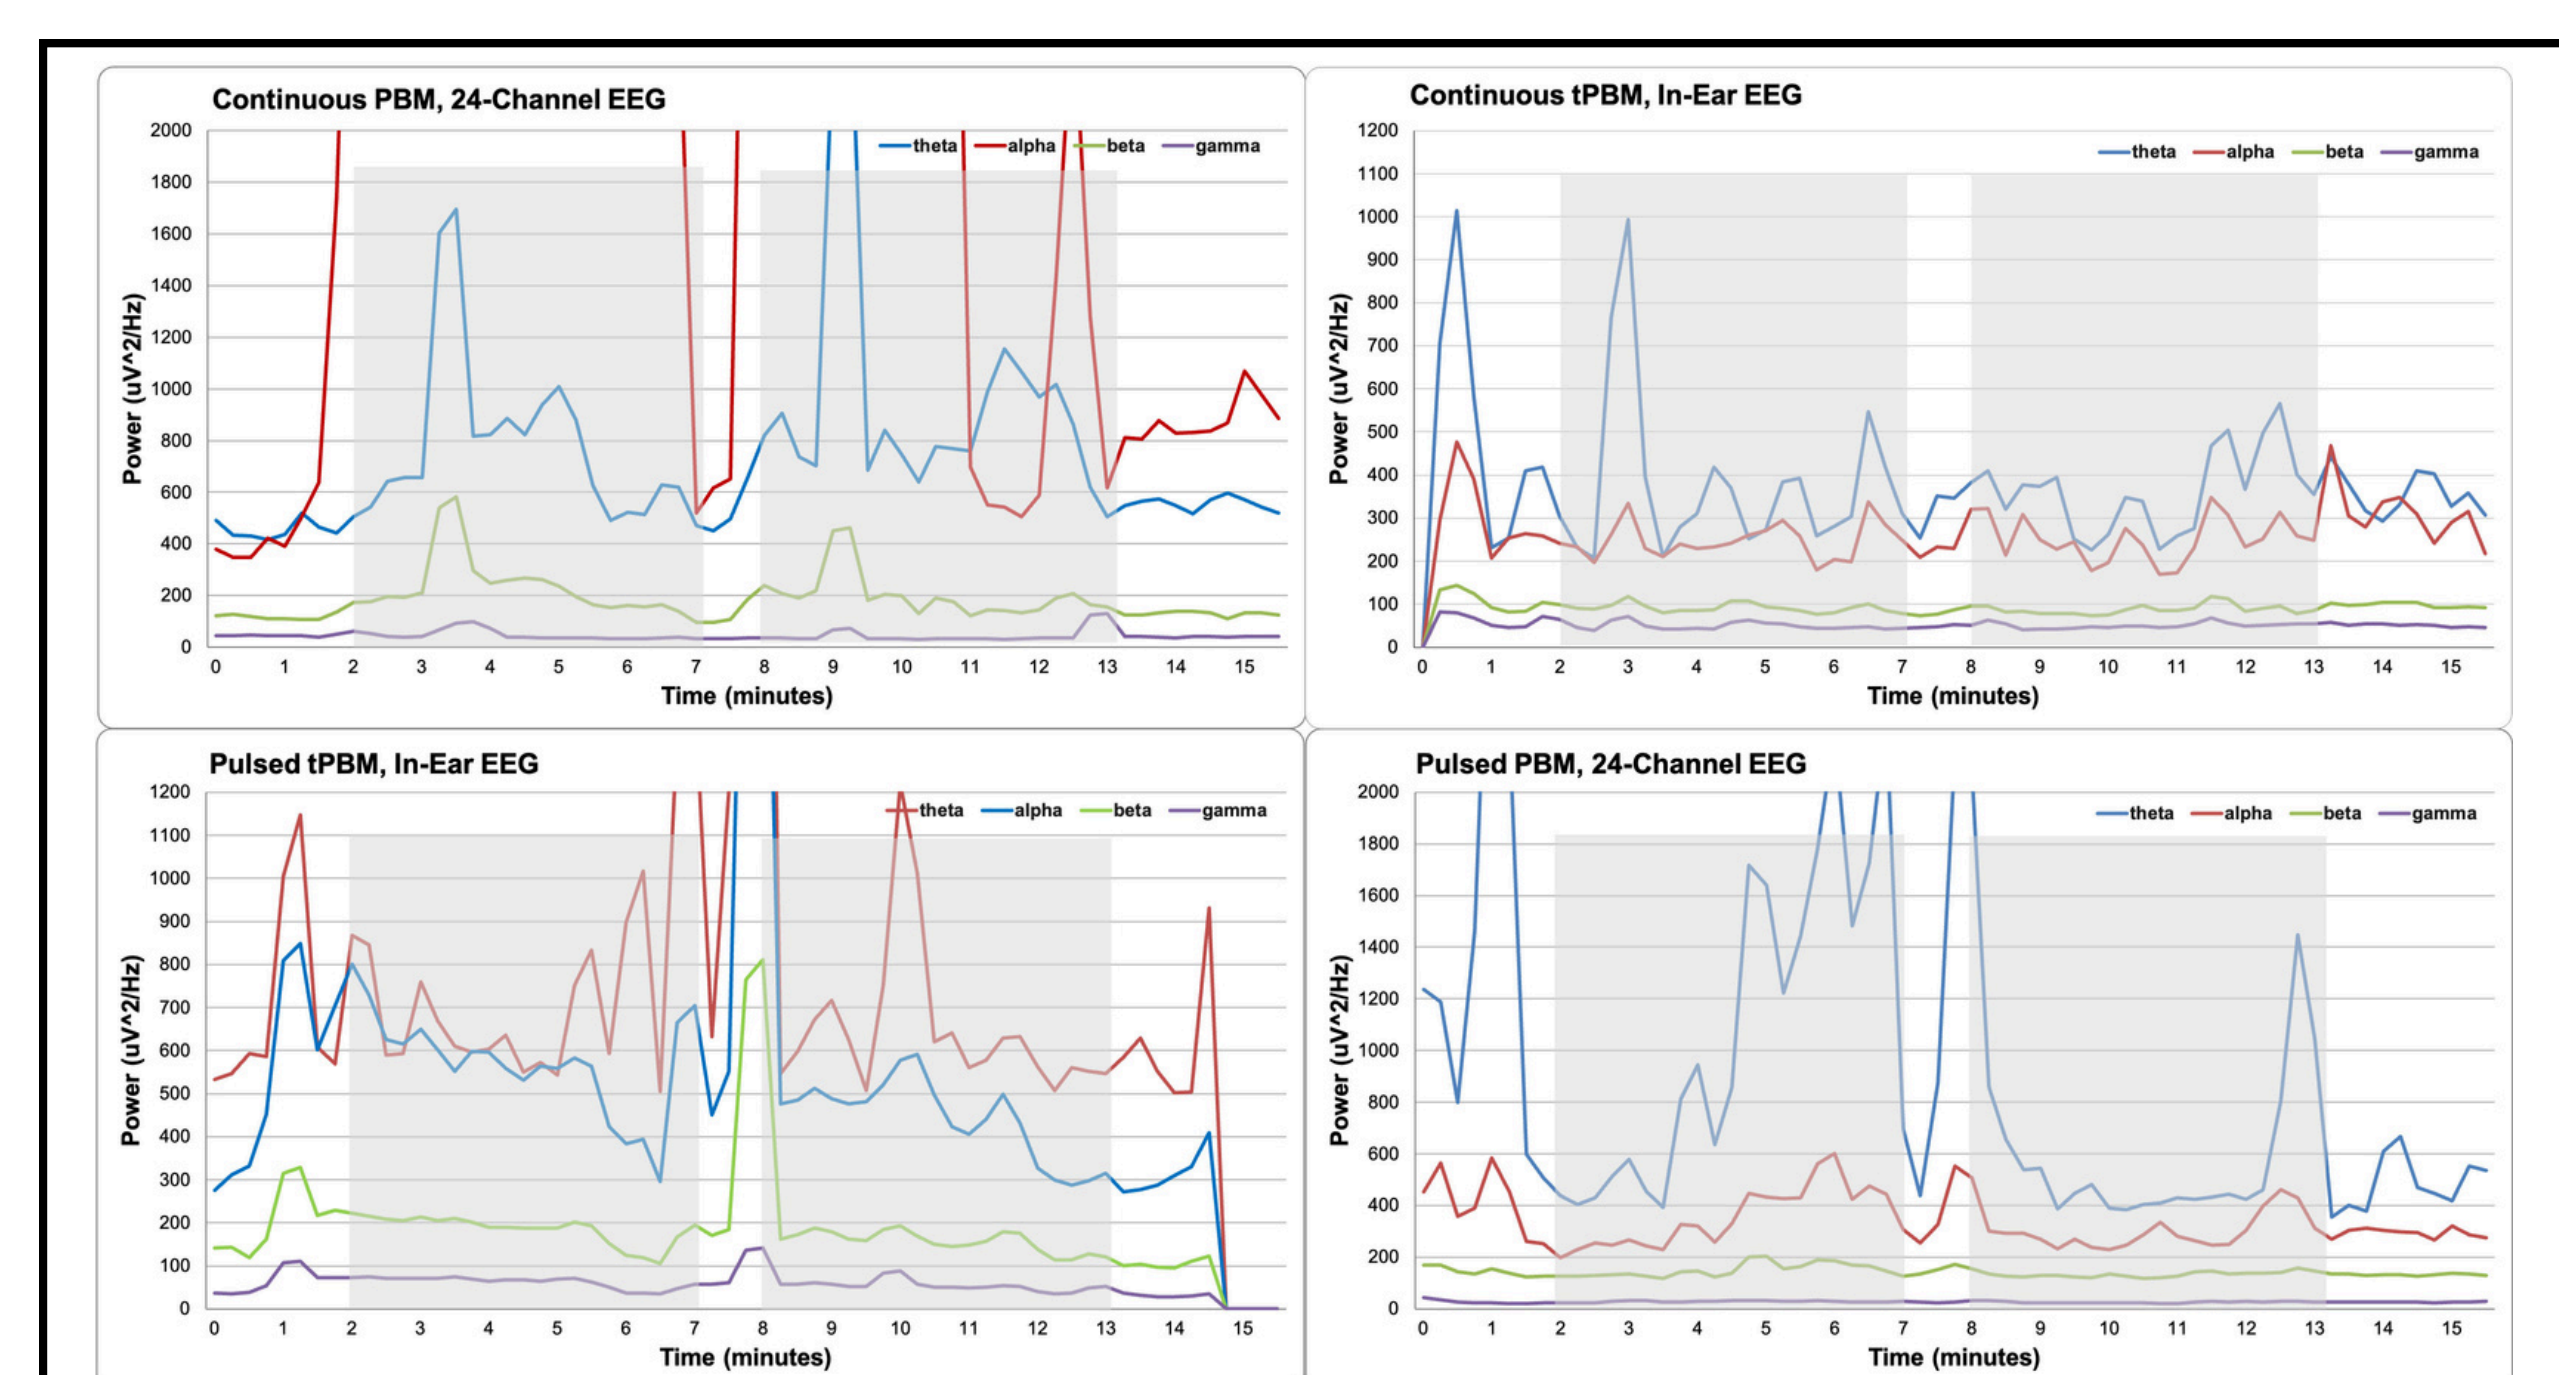 Continuous PBM, 24-Channel EEG
theta alpha beta gamma
2000
1800
1600
1400
1200
1000
800
600
400
200
0
Power (uV^2/Hz)
0 1 2 3 4 5 6 7 8 9 10 11 12 13 14 15
Time (minutes)
Continuous tPBM, In-Ear EEG
theta alpha beta gamma
1200
1100
1000
900
800
700
600
500
400
300
200
100
0
Power (uV^2/Hz)
0 1 2 3 4 5 6 7 8 9 10 11 12 13 14 15
Time (minutes)
Pulsed tPBM, In-Ear EEG
theta alpha beta gamma
1200
1100
1000
900
800
700
600
500
400
300
200
100
0
Power (uV^2/Hz)
0 1 2 3 4 5 6 7 8 9 10 11 12 13 14 15
Time (minutes)
Pulsed PBM, 24-Channel EEG
theta alpha beta gamma
2000
1800
1600
1400
1200
1000
800
600
400
200
0
Power (uV^2/Hz)
0 1 2 3 4 5 6 7 8 9 10 11 12 13 14 15
Time (minutes)